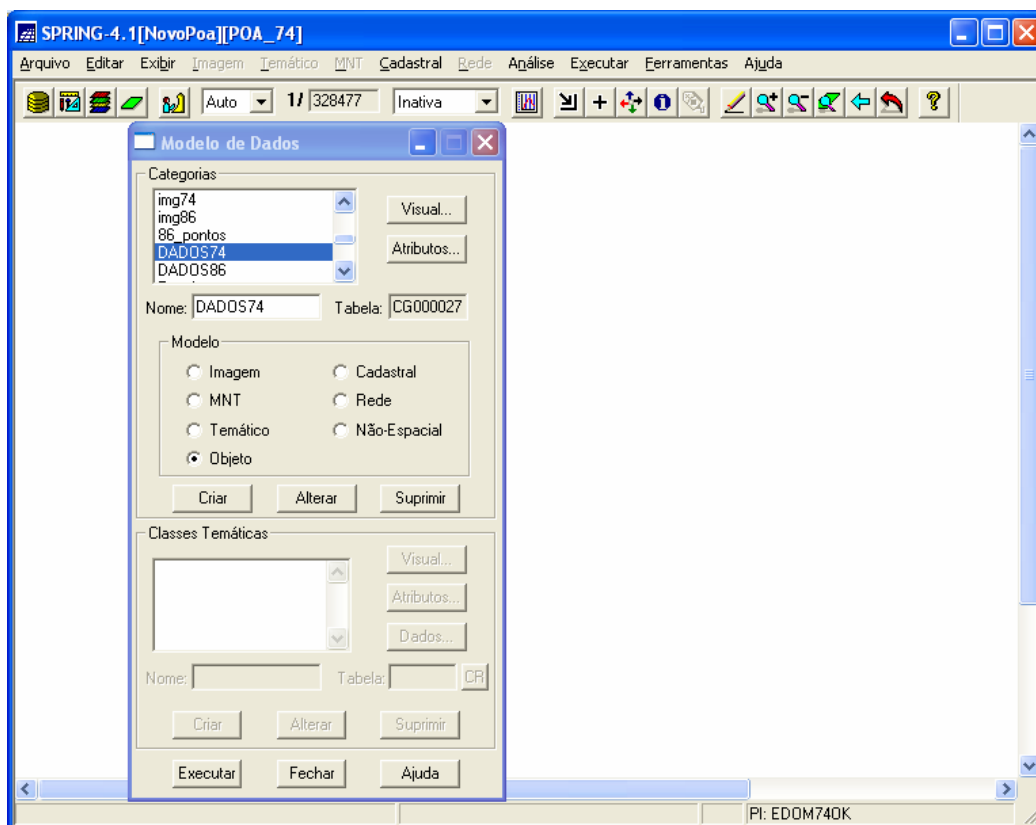 SPRING-4.1[NovoPoa][POA_74]
Arquivo Editar Exibir Imagem Temático MNT Cadastral Rede Análise Executar Ferramentas Ajuda
Auto 1/ 328477 Inativa
Modelo de Dados
Categorias
img74
img86
86_pontos
DADOS74
DADOS86
Visual...
Atributos...
Nome: DADOS74 Tabela: CG000027
Modelo
Imagem Cadastral
MNT Rede
Temático Não-Espacial
Objeto
Criar Alterar Suprimir
Classes Temáticas
Visual...
Atributos...
Dados...
Nome: Tabela: CR
Criar Alterar Suprimir
Executar Fechar Ajuda
PI: EDOM74OK